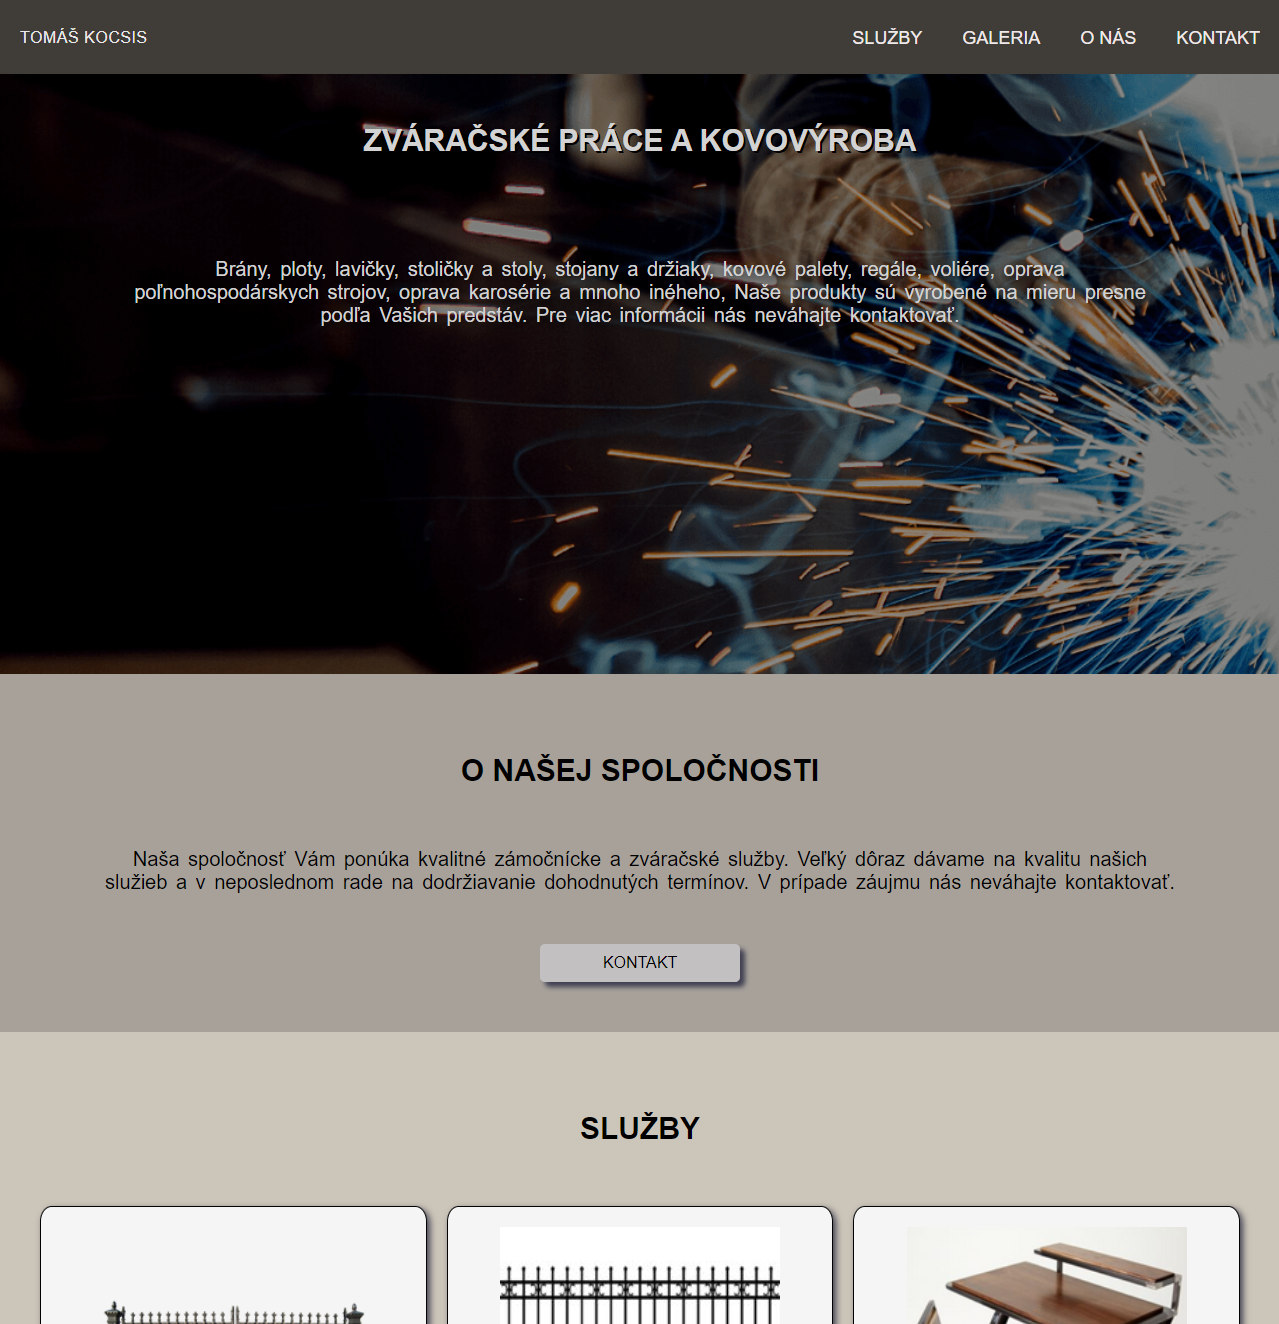 TOMÁŠ KOCSIS
SLUŽBY GALERIA O NÁS KONTAKT
ZVÁRAČSKÉ PRÁCE A KOVOVÝROBA
Brány, ploty, lavičky, stoličky a stoly, stojany a držiaky, kovové palety, regále, voliére, oprava
poľnohospodárskych strojov, oprava karosérie a mnoho inéheho, Naše produkty sú vyrobené na mieru presne
podľa Vašich predstáv. Pre viac informácii nás neváhajte kontaktovať.
O NAŠEJ SPOLOČNOSTI
Naša spoločnosť Vám ponúka kvalitné zámočnícke a zváračské služby. Veľký dôraz dávame na kvalitu našich
služieb a v neposlednom rade na dodržiavanie dohodnutých termínov. V prípade záujmu nás neváhajte kontaktovať.
KONTAKT
SLUŽBY